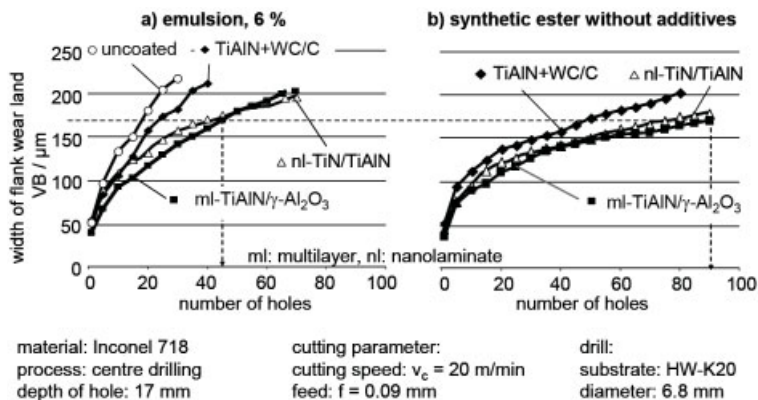 a) emulsion, 6 %
b) synthetic ester without additives
width of flank wear land
VB / µm
250
200
150
100
50
0
uncoated
TiAlN+WC/C
nl-TiN/TiAlN
ml-TiAlN/γ-Al₂O₃
TiAlN+WC/C
nl-TiN/TiAlN
ml-TiAlN/γ-Al₂O₃
ml: multilayer, nl: nanolaminate
0 20 40 60 80 100
0 20 40 60 80 100
number of holes
number of holes
material: Inconel 718
process: centre drilling
depth of hole: 17 mm
cutting parameter:
cutting speed: vc = 20 m/min
feed: f = 0.09 mm
drill:
substrate: HW-K20
diameter: 6.8 mm